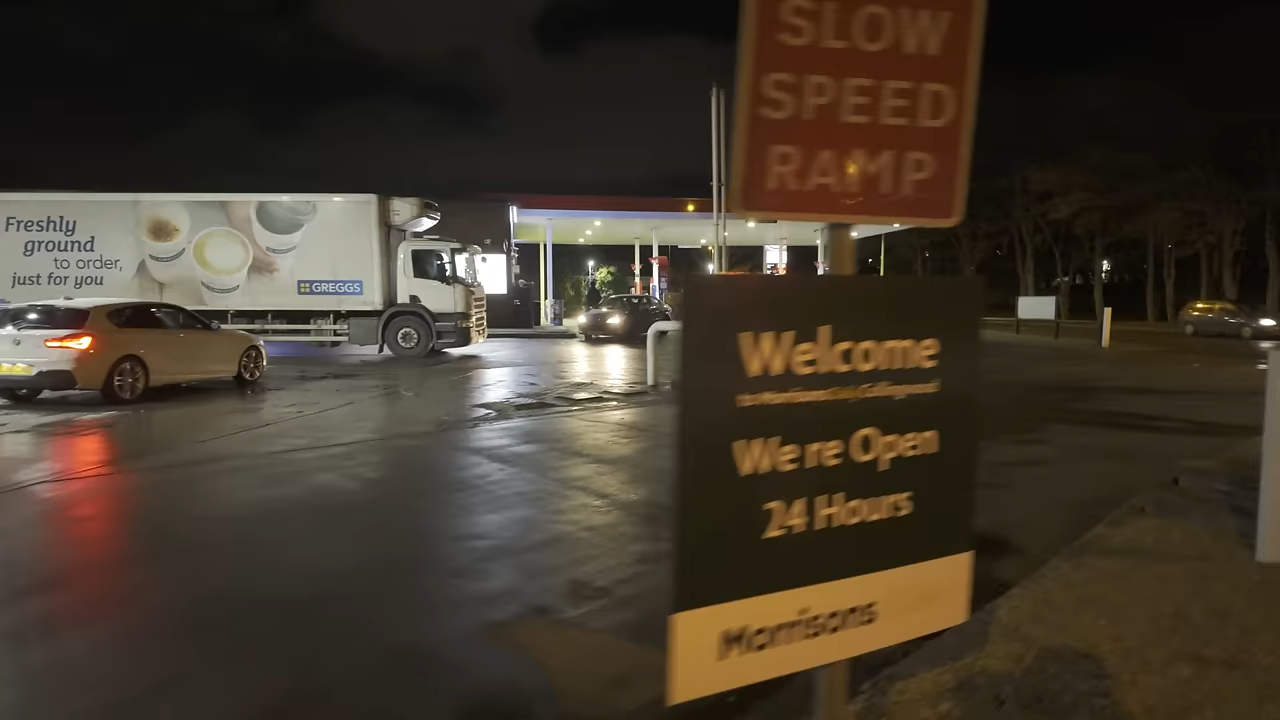 Freshly
ground
to order,
just for you
GREGGS
SLOW
SPEED
RAMP
Welcome
We're Open
24 Hours
Morrisons